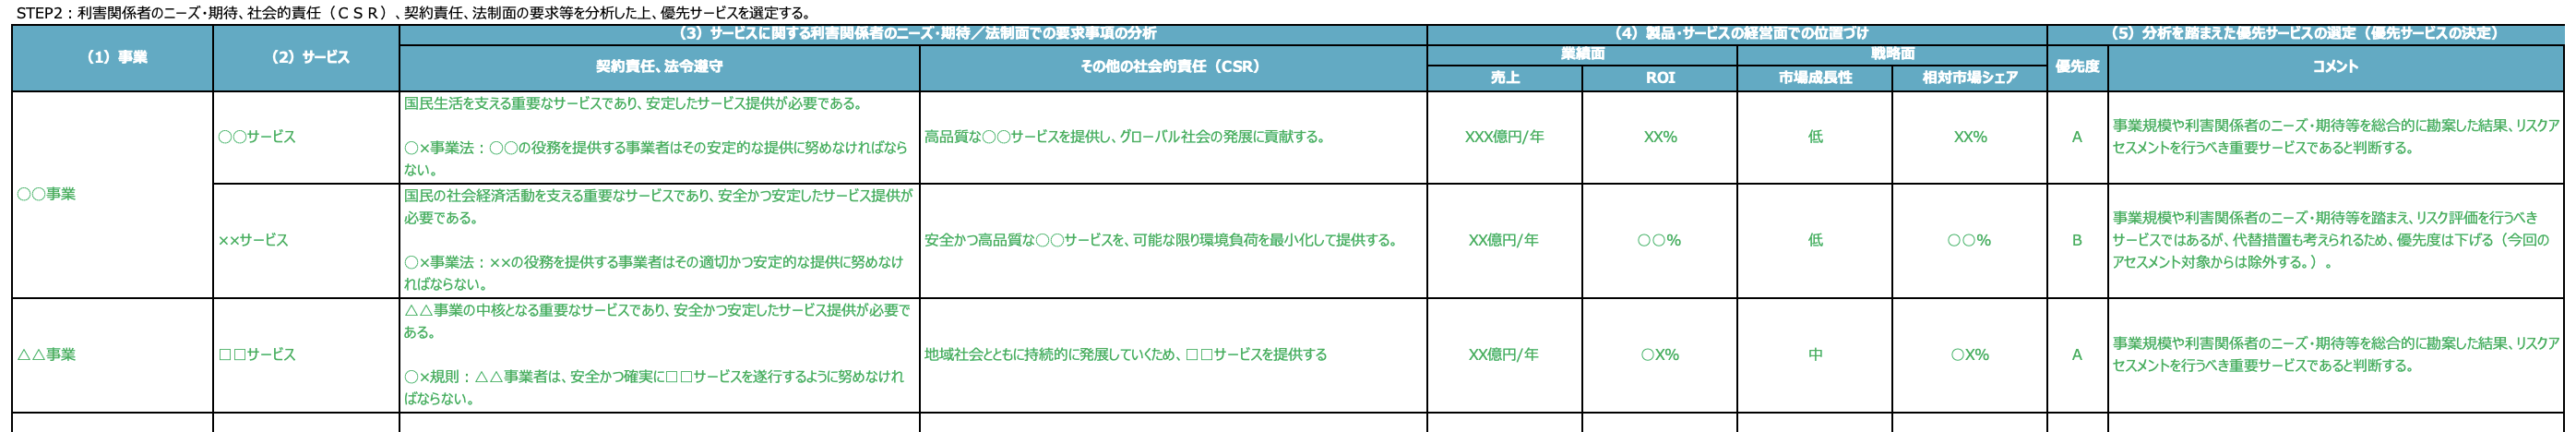 STEP2：利害関係者のニーズ・期待、社会的責任（ＣＳＲ）、契約責任、法制面の要求等を分析した上、優先サービスを選定する。
（1）事業
（2）サービス
（3）サービスに関する利害関係者のニーズ・期待／法制面での要求事項の分析
（4）製品・サービスの経営面での位置づけ
（5）分析を踏まえた優先サービスの選定（優先サービスの決定）
契約責任、法令遵守
その他の社会的責任（CSR）
業績面
戦略面
優先度
コメント
売上
ROI
市場成長性
相対市場シェア
〇〇事業
〇〇サービス
国民生活を支える重要なサービスであり、安定したサービス提供が必要である。
〇×事業法：〇〇の役務を提供する事業者はその安定的な提供に努めなければなら
ない。
高品質な〇〇サービスを提供し、グローバル社会の発展に貢献する。
XXX億円/年
XX%
低
XX%
A
事業規模や利害関係者のニーズ・期待等を総合的に勘案した結果、リスクア
セスメントを行うべき重要サービスであると判断する。
××サービス
国民の社会経済活動を支える重要なサービスであり、安全かつ安定したサービス提供が
必要である。
〇×事業法：××の役務を提供する事業者はその適切かつ安定的な提供に努めなけ
ればならない。
安全かつ高品質な〇〇サービスを、可能な限り環境負荷を最小化して提供する。
XX億円/年
〇〇%
低
〇〇%
B
事業規模や利害関係者のニーズ・期待等を踏まえ、リスク評価を行うべき
サービスではあるが、代替措置も考えられるため、優先度は下げる（今回の
アセスメント対象からは除外する。）。
△△事業
□□サービス
△△事業の中核となる重要なサービスであり、安全かつ安定したサービス提供が必要で
ある。
〇×規則：△△事業者は、安全かつ確実に□□サービスを遂行するように努めなけれ
ばならない。
地域社会とともに持続的に発展していくため、□□サービスを提供する
XX億円/年
〇X%
中
〇X%
A
事業規模や利害関係者のニーズ・期待等を総合的に勘案した結果、リスクア
セスメントを行うべき重要サービスであると判断する。